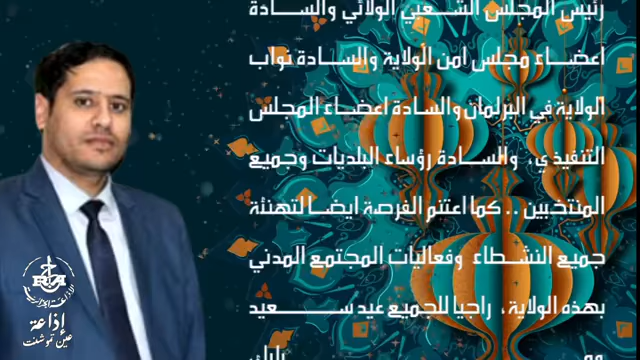 رئيس المجلس الشعبي الولائي والسادة
اعضاء مجلس امن الولاية والسادة نواب
الولاية في البرلمان والسادة اعضاء المجلس
التنفيذي، والسادة رؤساء البلديات وجميع
المنتخبين .. كما اغتنم الفرصة ايضا لتهنئة
جميع النشطاء وفعاليات المجتمع المدني
بهذه الولاية، راجيا للجميع عيد سعيد
إذاعة
عين تموشنت